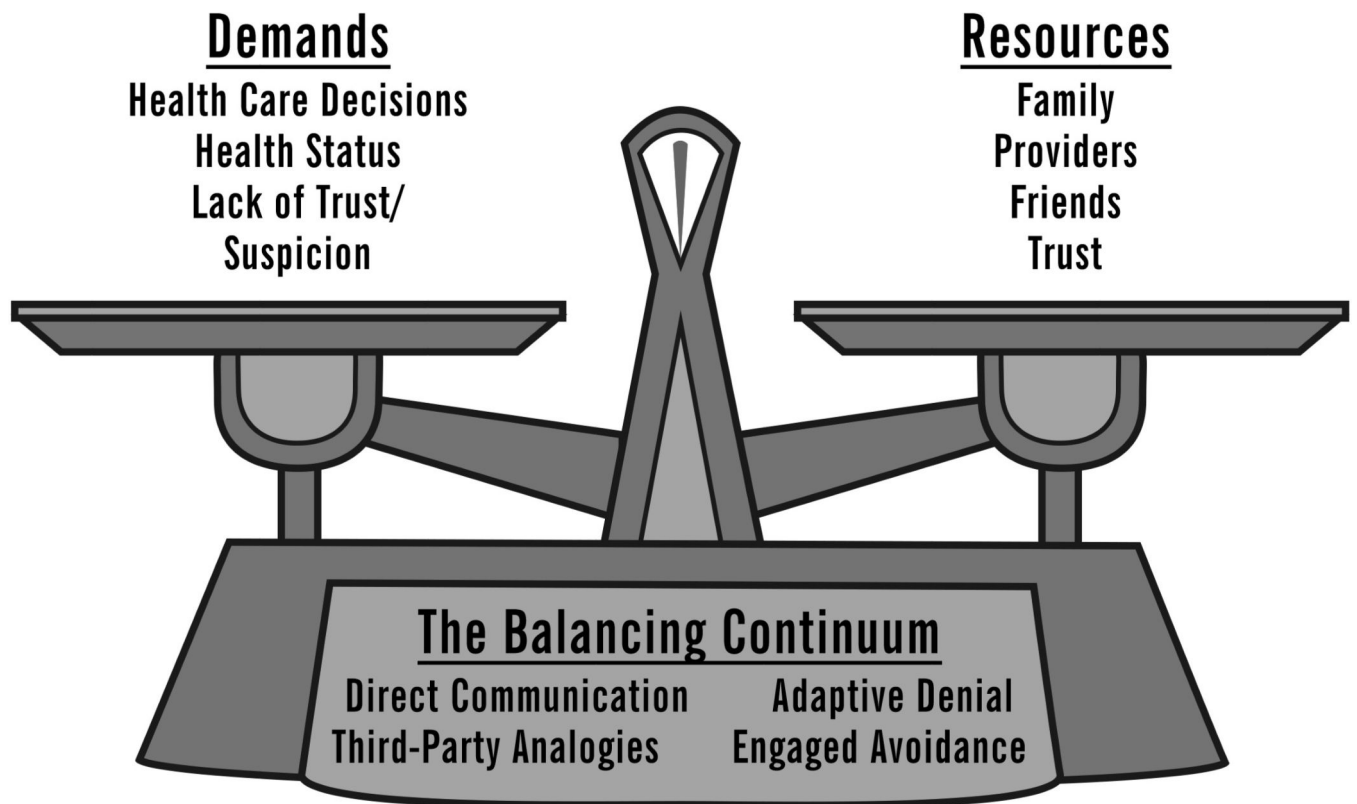 Demands
Health Care Decisions
Health Status
Lack of Trust/
Suspicion
Resources
Family
Providers
Friends
Trust
The Balancing Continuum
Direct Communication Adaptive Denial
Third-Party Analogies Engaged Avoidance